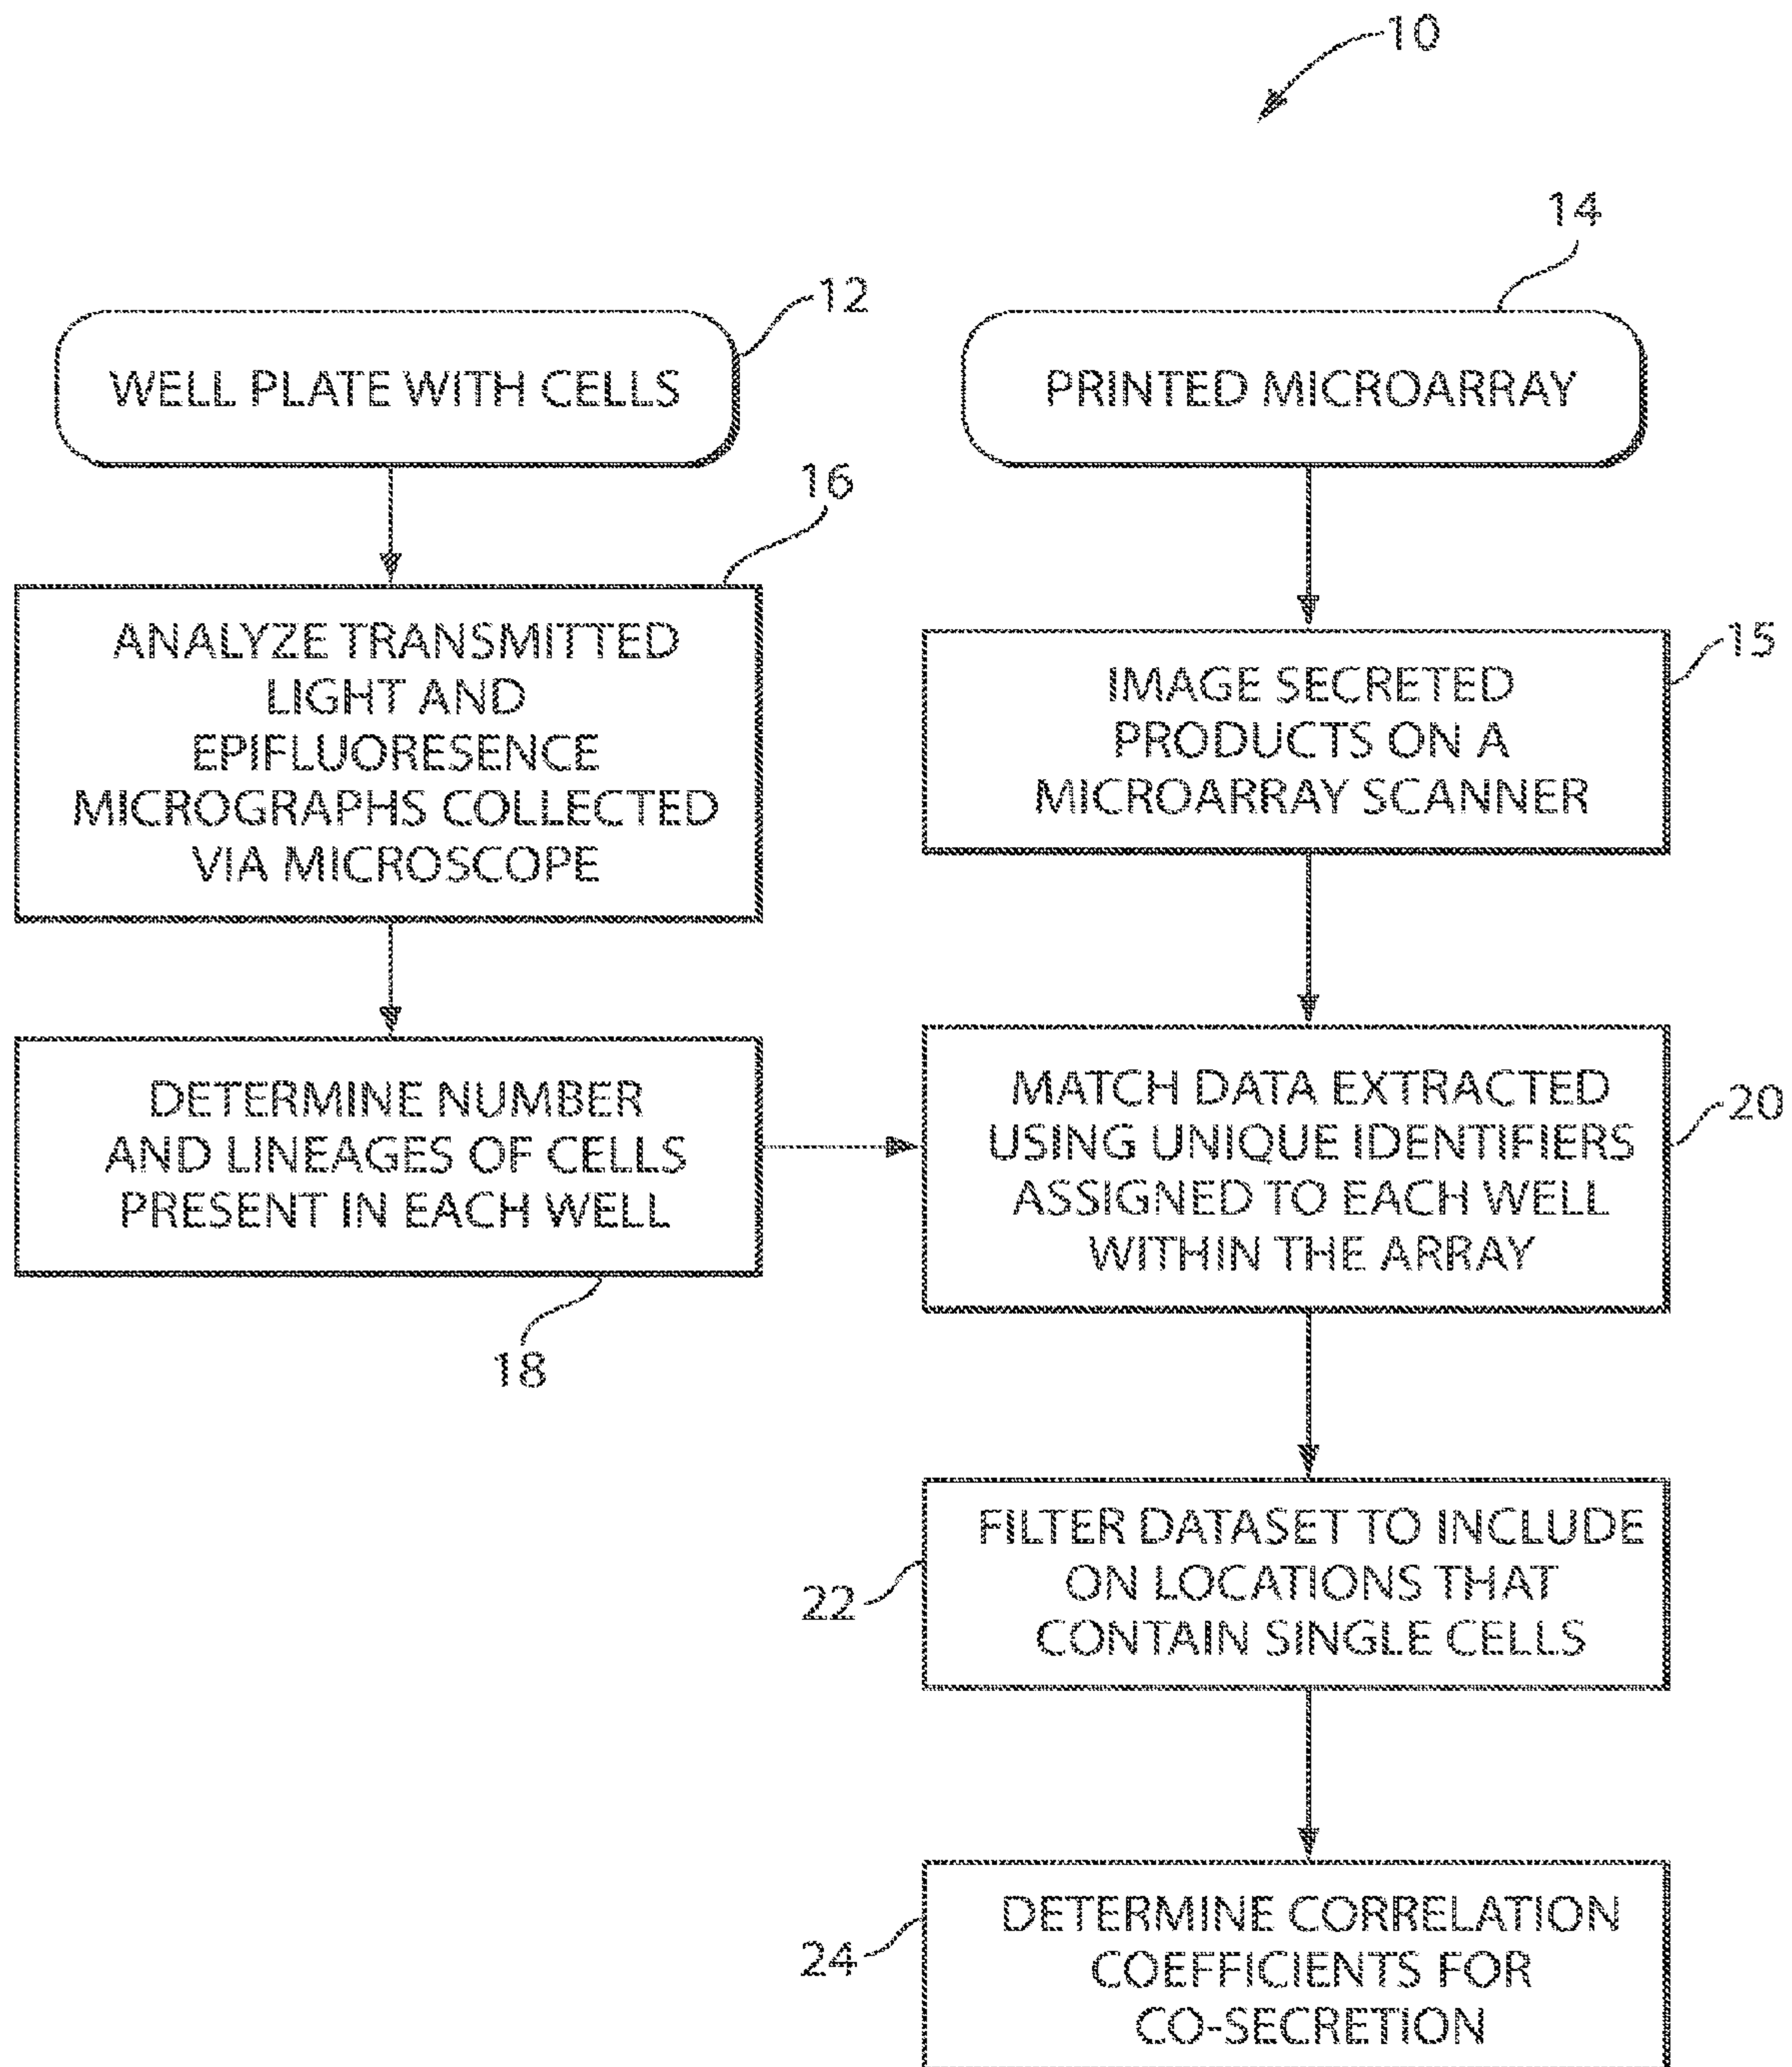 10
14
12
WELL PLATE WITH CELLS
PRINTED MICROARRAY
16
ANALYZE TRANSMITTED
LIGHT AND
EPIFLUORESENCE
MICROGRAPHS COLLECTED
VIA MICROSCOPE
15
IMAGE SECRETED
PRODUCTS ON A
MICROARRAY SCANNER
DETERMINE NUMBER
AND LINEAGES OF CELLS
PRESENT IN EACH WELL
18
MATCH DATA EXTRACTED
USING UNIQUE IDENTIFIERS
ASSIGNED TO EACH WELL
WITHIN THE ARRAY
20
FILTER DATASET TO INCLUDE
ON LOCATIONS THAT
CONTAIN SINGLE CELLS
22
DETERMINE CORRELATION
COEFFICIENTS FOR
CO-SECRETION
24